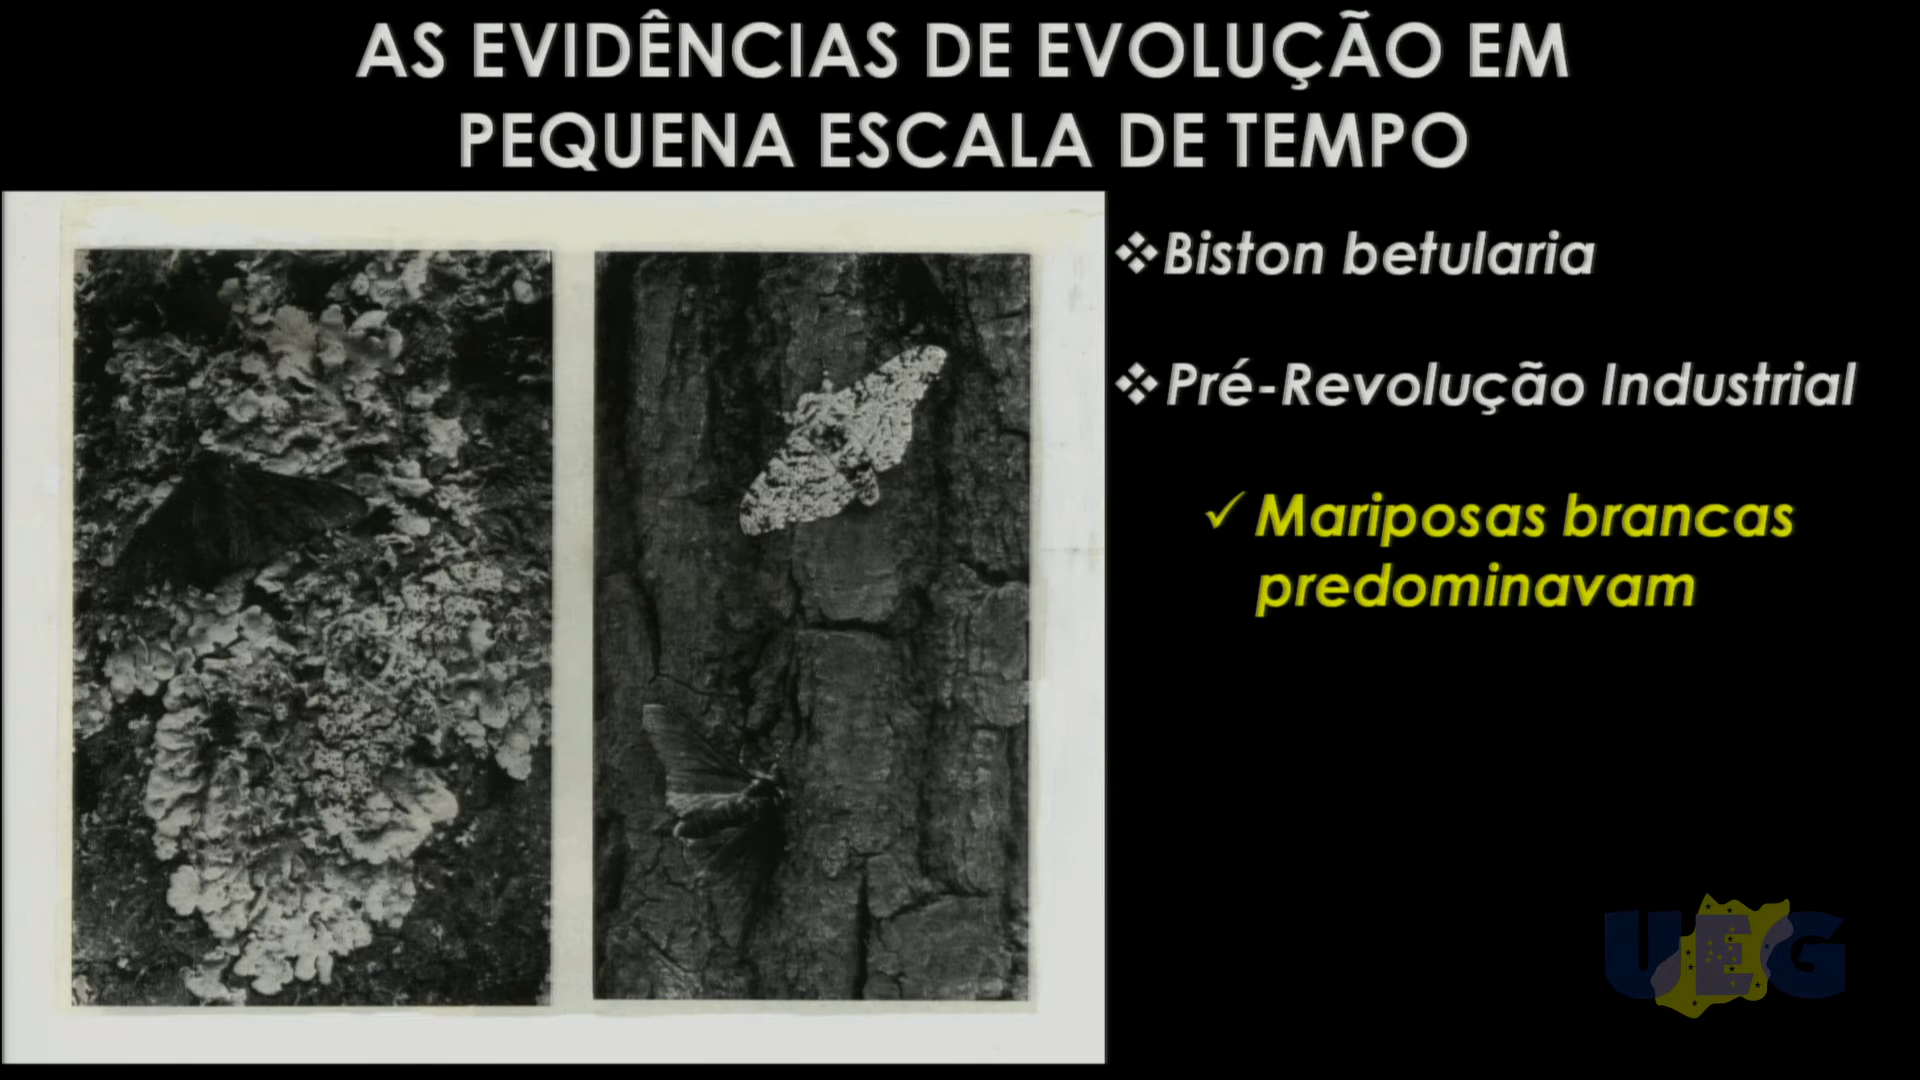 AS EVIDÊNCIAS DE EVOLUÇÃO EM
PEQUENA ESCALA DE TEMPO
❖Biston betularia
❖Pré-Revolução Industrial
✓ Mariposas brancas
predominavam
UEG